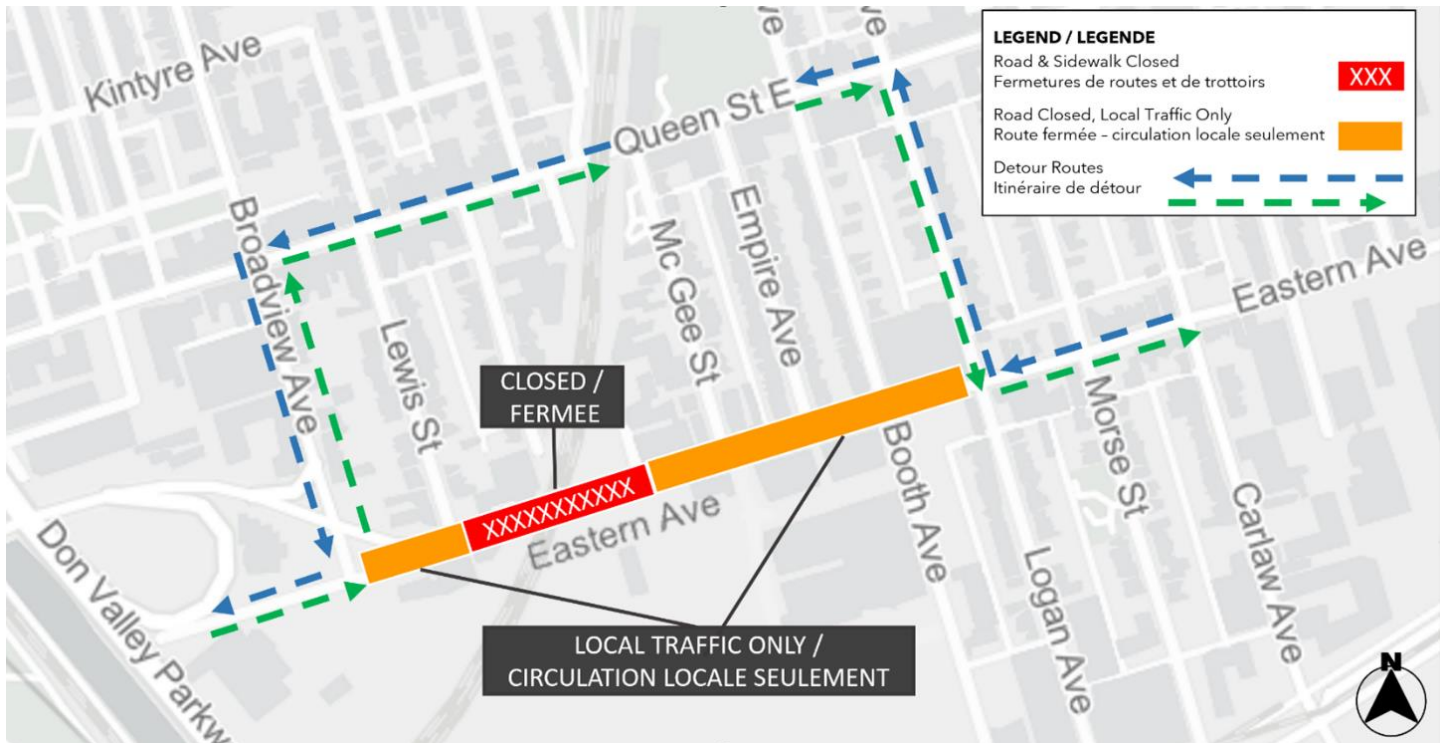 LEGEND / LEGENDE
Road & Sidewalk Closed
Fermetures de routes et de trottoirs
XXX
Road Closed, Local Traffic Only
Route fermée – circulation locale seulement
Detour Routes
Itinéraire de détour
Kintyre Ave
Queen St E
Broadview Ave
Lewis St
Mc Gee St
Empire Ave
Eastern Ave
CLOSED /
FERMEE
XXXXXXXXXXX
Eastern Ave
Booth Ave
Morse St
Logan Ave
Carlaw Ave
Don Valley Parkw
LOCAL TRAFFIC ONLY /
CIRCULATION LOCALE SEULEMENT
N